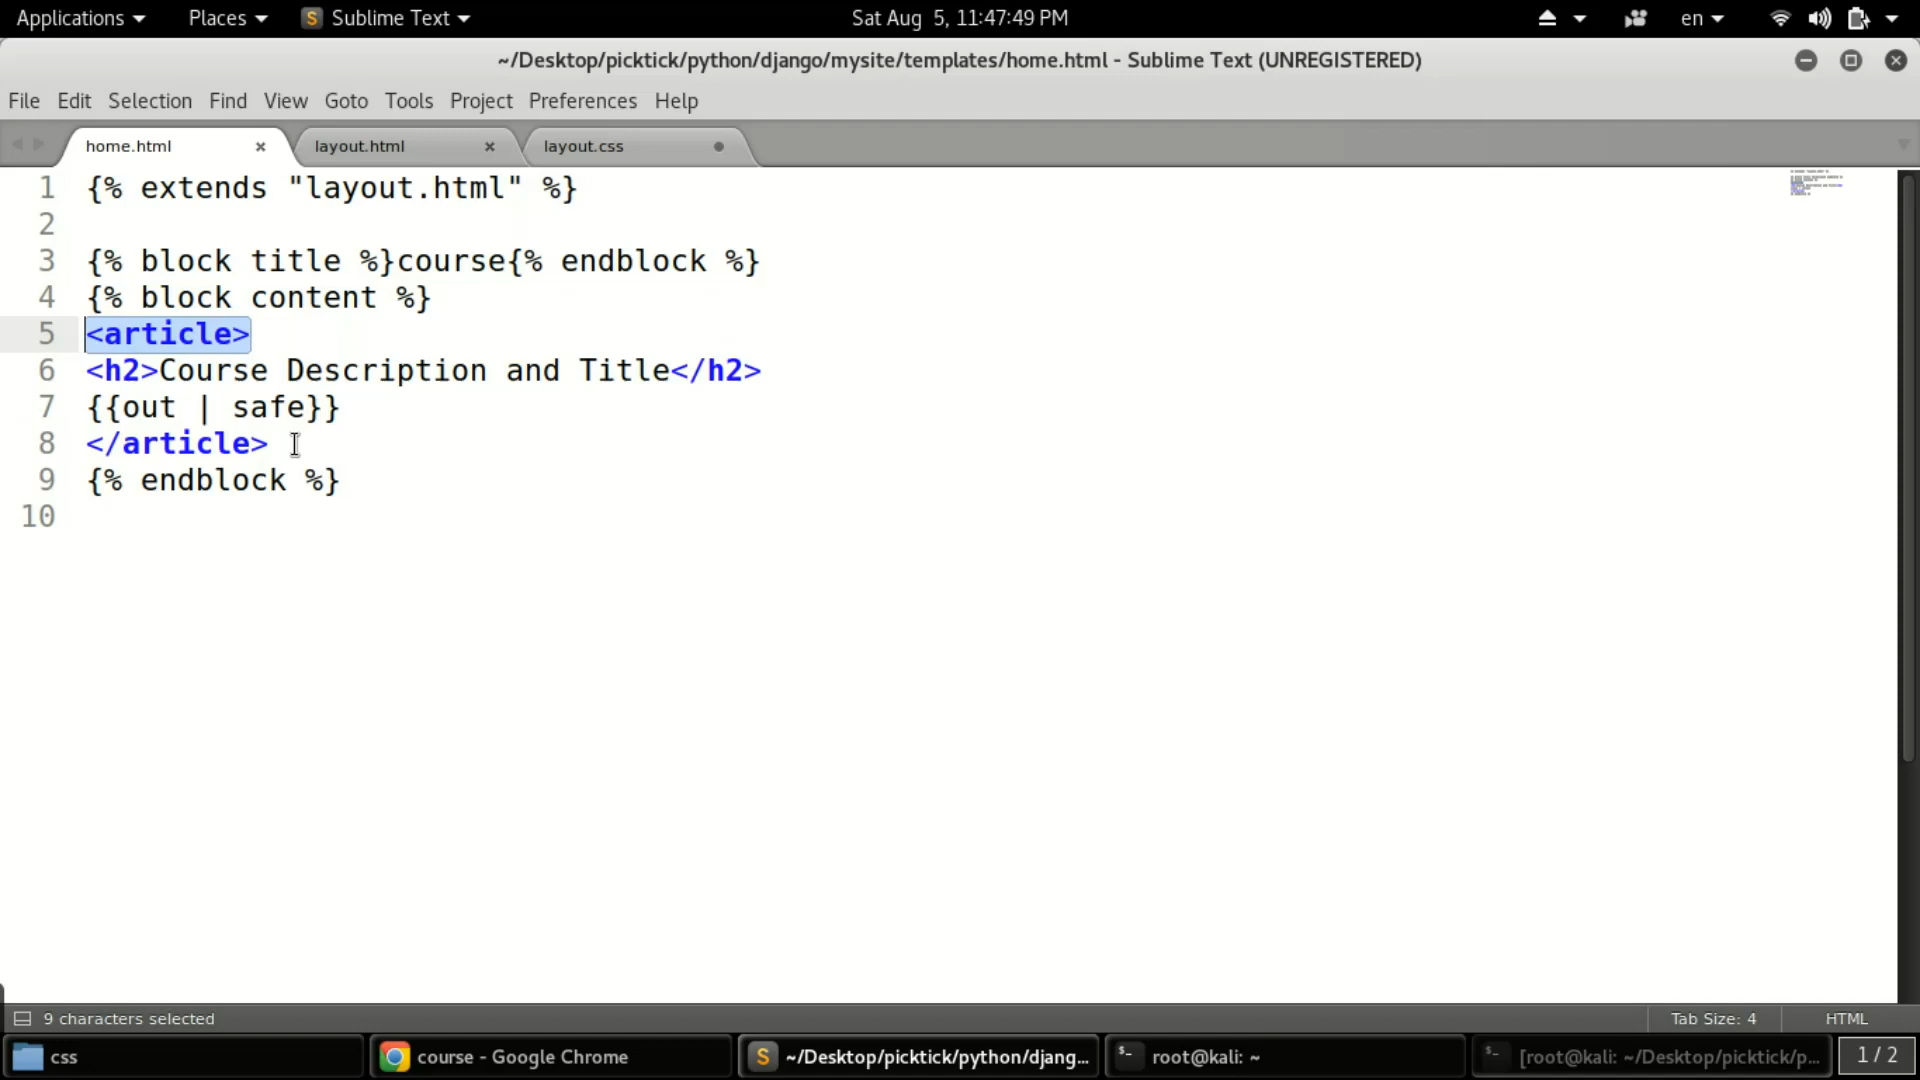 Applications Places Sublime Text Sat Aug 5, 11:47:49 PM en
~/Desktop/picktick/python/django/mysite/templates/home.html - Sublime Text (UNREGISTERED)
File Edit Selection Find View Goto Tools Project Preferences Help
home.html layout.html layout.css
1 {% extends "layout.html" %}
2
3 {% block title %}course{% endblock %}
4 {% block content %}
5 <article>
6 <h2>Course Description and Title</h2>
7 {{out | safe}}
8 </article>
9 {% endblock %}
10
9 characters selected Tab Size: 4 HTML
css course - Google Chrome ~/Desktop/picktick/python/djang... root@kali: ~ [root@kali: ~/Desktop/picktick/p... 1 / 2